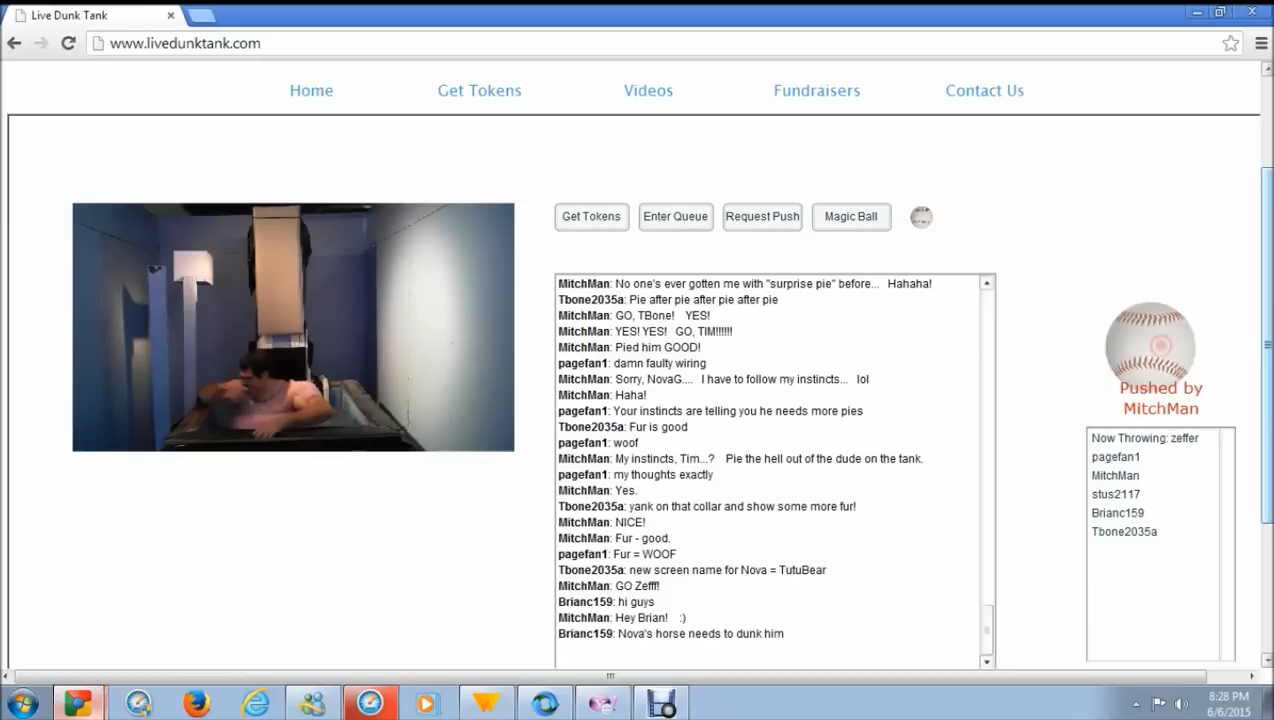 Live Dunk Tank
www.livedunktank.com
Home Get Tokens Videos Fundraisers Contact Us
Get Tokens Enter Queue Request Push Magic Ball
MitchMan: No one's ever gotten me with "surprise pie" before... Hahaha!
Tbone2035a: Pie after pie after pie after pie
MitchMan: GO, TBone! YES!
MitchMan: YES! YES! GO, TIM!!!!!!
MitchMan: Pied him GOOD!
pagefan1: damn faulty wiring
MitchMan: Sorry, NovaG.... I have to follow my instincts... lol
MitchMan: Haha!
pagefan1: Your instincts are telling you he needs more pies
Tbone2035a: Fur is good
pagefan1: woof
MitchMan: My instincts, Tim...? Pie the hell out of the dude on the tank.
pagefan1: my thoughts exactly
MitchMan: Yes.
Tbone2035a: yank on that collar and show some more fur!
MitchMan: NICE!
MitchMan: Fur - good.
pagefan1: Fur = WOOF
Tbone2035a: new screen name for Nova = TutuBear
MitchMan: GO Zefff!
Brianc159: hi guys
MitchMan: Hey Brian! :)
Brianc159: Nova's horse needs to dunk him
Pushed by
MitchMan
Now Throwing: zeffer
pagefan1
MitchMan
stus2117
Brianc159
Tbone2035a
8:28 PM
6/6/2015